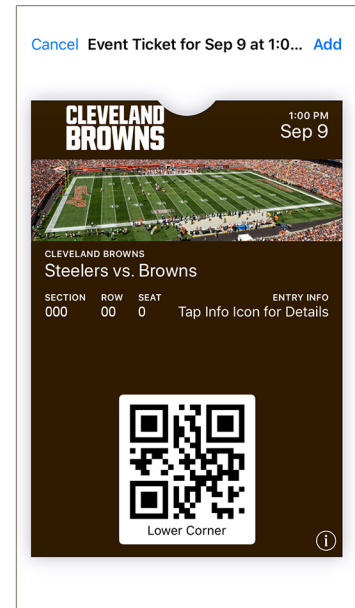 Cancel Event Ticket for Sep 9 at 1:0... Add
CLEVELAND
BROWNS
1:00 PM
Sep 9
CLEVELAND BROWNS
Steelers vs. Browns
SECTION ROW SEAT ENTRY INFO
000 00 0 Tap Info Icon for Details
Lower Corner